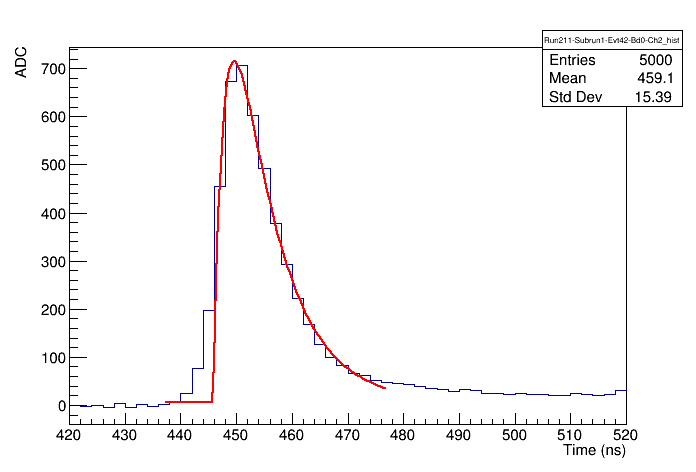 Run211-Subrun1-Evt42-Bd0-Ch2_hist
Entries 5000
Mean 459.1
Std Dev 15.39
ADC
700
600
500
400
300
200
100
0
420 430 440 450 460 470 480 490 500 510 520
Time (ns)